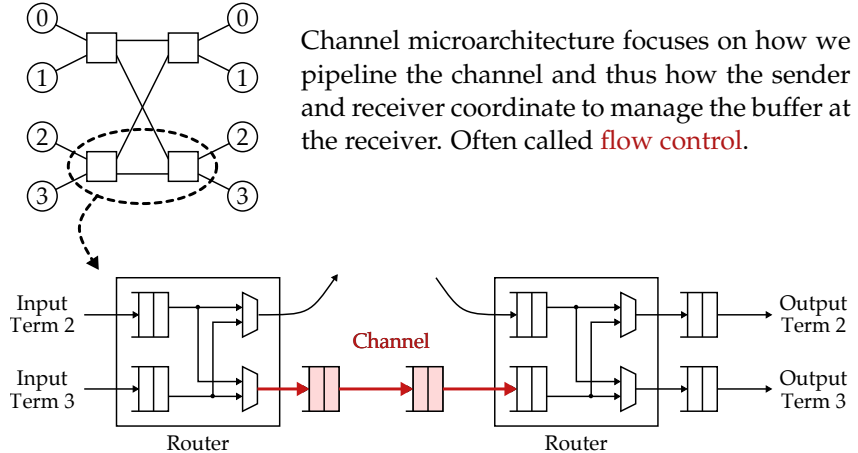 0
0
1
1
2
2
3
3
Channel microarchitecture focuses on how we
pipeline the channel and thus how the sender
and receiver coordinate to manage the buffer at
the receiver. Often called flow control.
Input
Term 2
Input
Term 3
Router
Channel
Router
Output
Term 2
Output
Term 3